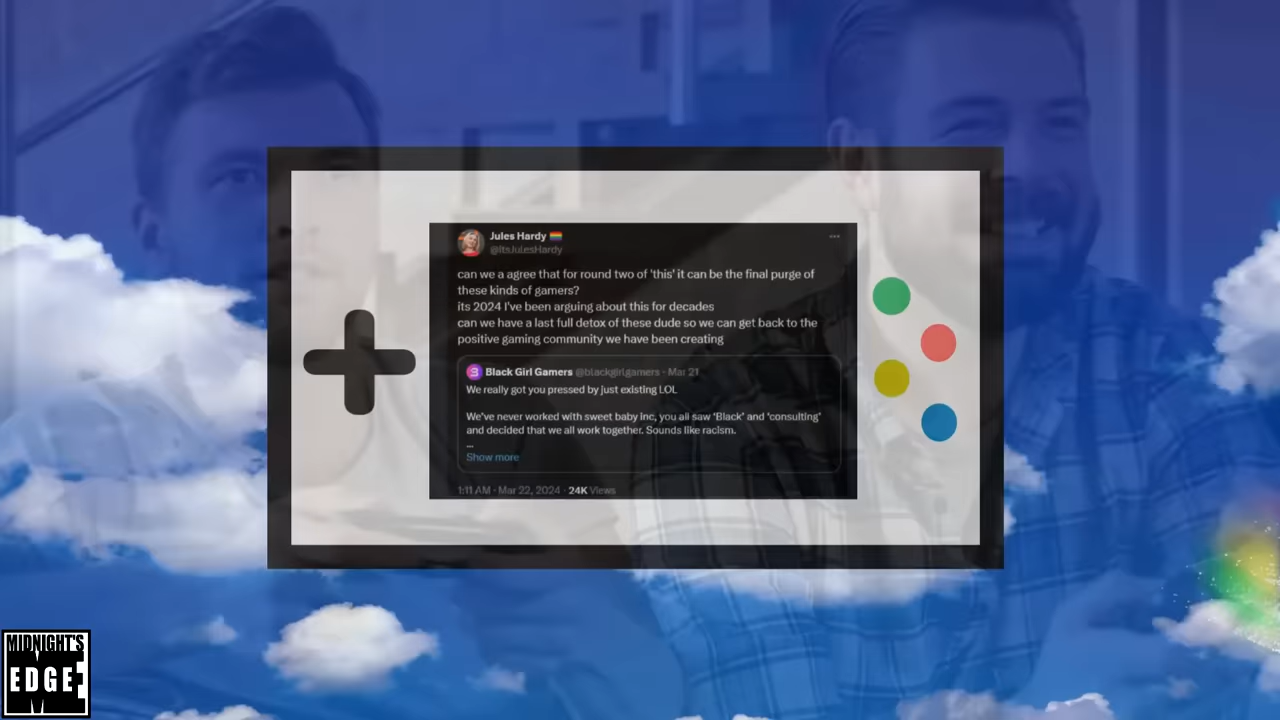 Jules Hardy
@ItsJulesHardy
can we a agree that for round two of 'this' it can be the final purge of
these kinds of gamers?
its 2024 I've been arguing about this for decades
can we have a last full detox of these dude so we can get back to the
positive gaming community we have been creating
Black Girl Gamers @blackgirlgamers · Mar 21
We really got you pressed by just existing LOL
We've never worked with sweet baby inc, you all saw 'Black' and 'consulting'
and decided that we all work together. Sounds like racism.
...
Show more
1:11 AM · Mar 22, 2024 · 24K Views
MIDNIGHT'S
EDGE
ME